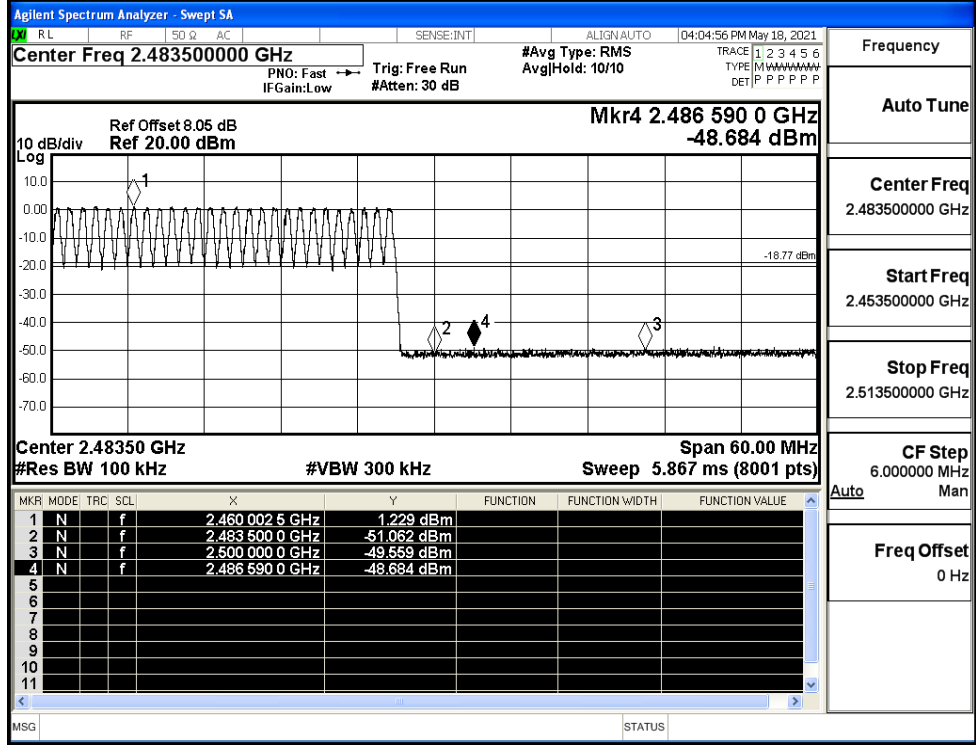 Agilent Spectrum Analyzer - Swept SA
LXI RL RF 50 Ω AC SENSE:INT ALIGN AUTO 04:04:56 PM May 18, 2021
Center Freq 2.483500000 GHz
PNO: Fast
IFGain:Low
Trig: Free Run
#Atten: 30 dB
#Avg Type: RMS
Avg|Hold: 10/10
TRACE 1 2 3 4 5 6
TYPE M W W W W W
DET P P P P P P
Mkr4 2.486 590 0 GHz
-48.684 dBm
Ref Offset 8.05 dB
10 dB/div Ref 20.00 dBm
Log
10.0
0.00
-10.0
-20.0
-30.0
-40.0
-50.0
-60.0
-70.0
1
-18.77 dBm
2
4
3
Center 2.48350 GHz Span 60.00 MHz
#Res BW 100 kHz #VBW 300 kHz Sweep 5.867 ms (8001 pts)
MKR MODE TRC SCL X Y FUNCTION FUNCTION WIDTH FUNCTION VALUE
1 N f 2.460 002 5 GHz 1.229 dBm
2 N f 2.483 500 0 GHz -51.062 dBm
3 N f 2.500 000 0 GHz -49.559 dBm
4 N f 2.486 590 0 GHz -48.684 dBm
5
6
7
8
9
10
11
MSG STATUS
Frequency
Auto Tune
Center Freq
2.483500000 GHz
Start Freq
2.453500000 GHz
Stop Freq
2.513500000 GHz
CF Step
6.000000 MHz
Auto Man
Freq Offset
0 Hz